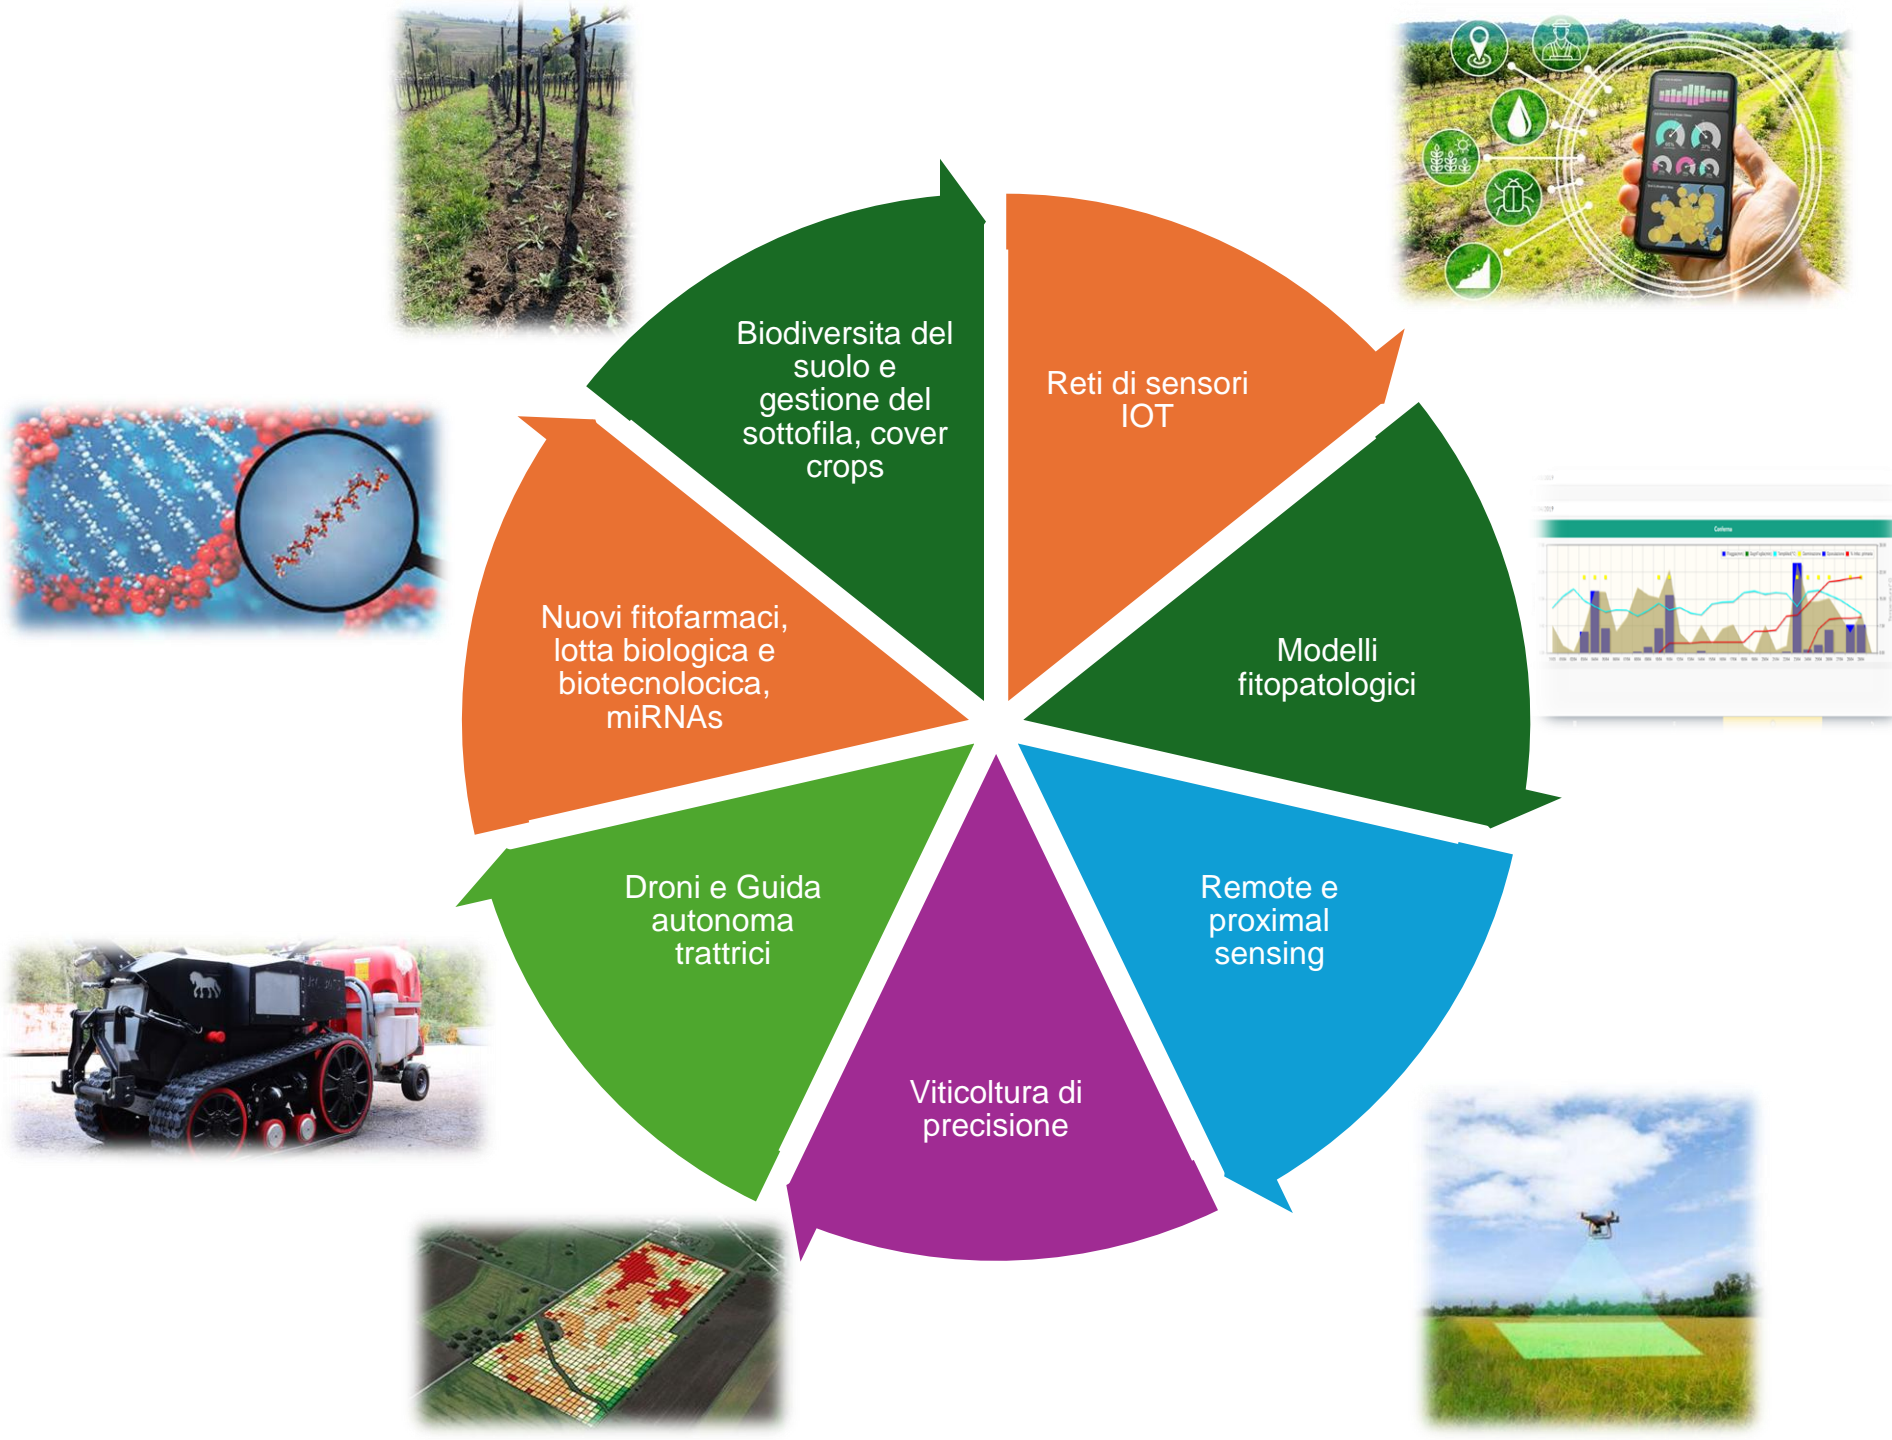 Biodiversita del
suolo e
gestione del
sottofila, cover
crops
Reti di sensori
IOT
Modelli
fitopatologici
Remote e
proximal
sensing
Viticoltura di
precisione
Droni e Guida
autonoma
trattrici
Nuovi fitofarmaci,
lotta biologica e
biotecnolocica,
miRNAs